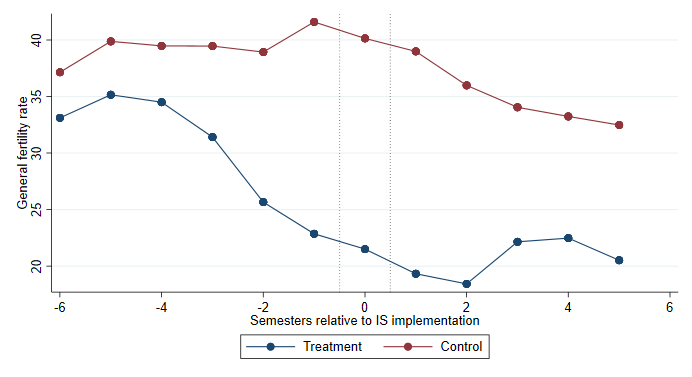 General fertility rate
40
35
30
25
20
-6 -4 -2 0 2 4 6
Semesters relative to IS implementation
Treatment Control